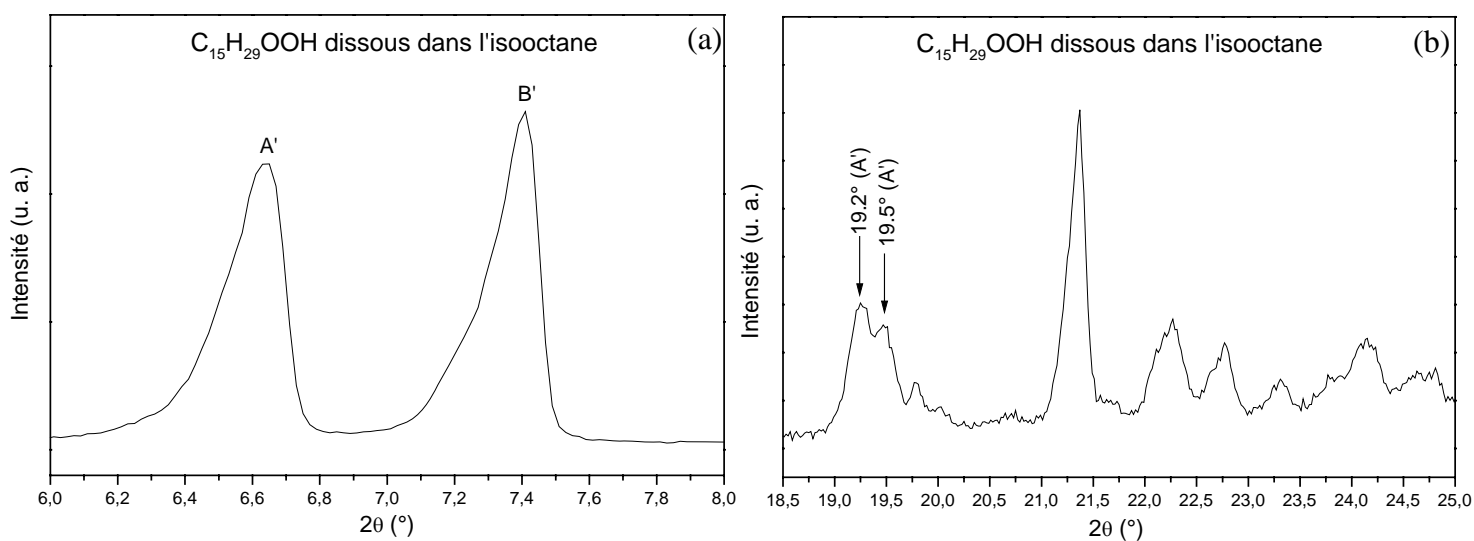 C₁₅H₂₉OOH dissous dans l'isooctane
(a)
A'
B'
Intensité (u. a.)
6,0 6,2 6,4 6,6 6,8 7,0 7,2 7,4 7,6 7,8 8,0
2θ (°)
C₁₅H₂₉OOH dissous dans l'isooctane
(b)
19.2° (A')
19.5° (A')
Intensité (u. a.)
18,5 19,0 19,5 20,0 20,5 21,0 21,5 22,0 22,5 23,0 23,5 24,0 24,5 25,0
2θ (°)